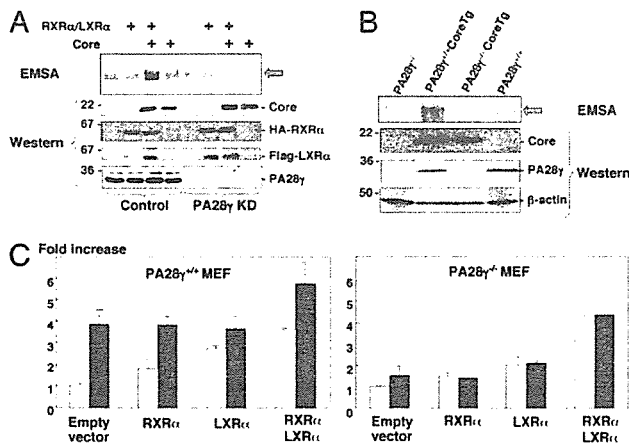 A
RXRα/LXRα + + + +
Core + + + +
EMSA
22 Core
67 HA-RXRα
67 Flag-LXRα
36 PA28γ
Western
Control PA28γ KD
B
PA28γ-/-
PA28γ+/+CoreTg
PA28γ-/-CoreTg
PA28γ+/+
EMSA
22 Core
36 PA28γ
50 β-actin
Western
C
Fold increase
PA28γ+/+ MEF
6
5
4
3
2
1
0
Empty vector
RXRα
LXRα
RXRα LXRα
PA28γ-/- MEF
6
5
4
3
2
1
0
Empty vector
RXRα
LXRα
RXRα LXRα